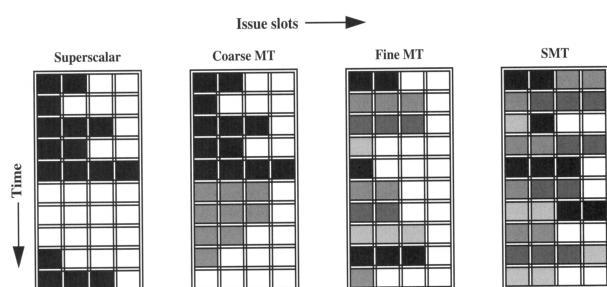 Issue slots
Superscalar
Coarse MT
Fine MT
SMT
Time